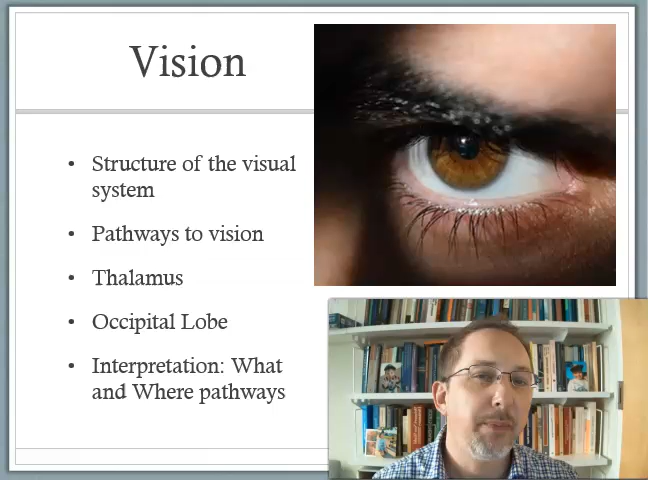 Vision
• Structure of the visual
system
• Pathways to vision
• Thalamus
• Occipital Lobe
• Interpretation: What
and Where pathways